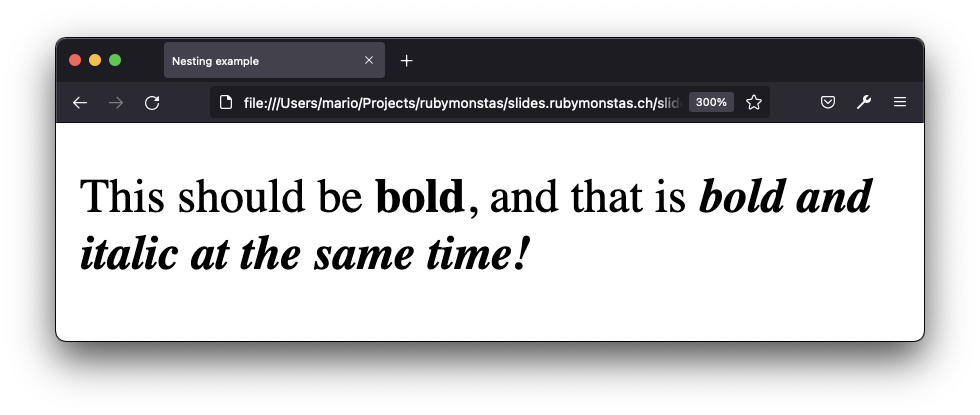 Nesting example
file:///Users/mario/Projects/rubymonstas/slides.rubymonstas.ch/slid
300%
This should be bold, and that is bold and
italic at the same time!